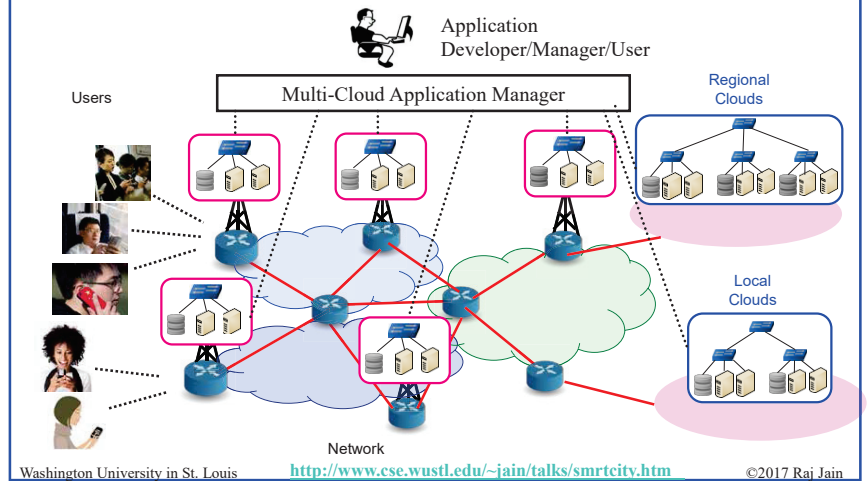 Application
Developer/Manager/User
Multi-Cloud Application Manager
Users
Regional
Clouds
Local
Clouds
Network
Washington University in St. Louis
http://www.cse.wustl.edu/~jain/talks/smrtcity.htm
©2017 Raj Jain